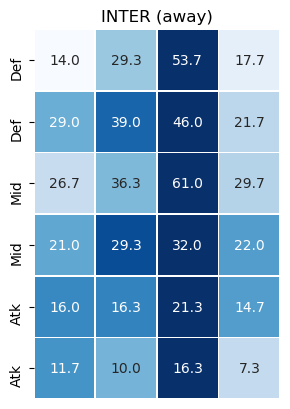 INTER (away)
Def 14.0 29.3 53.7 17.7
Def 29.0 39.0 46.0 21.7
Mid 26.7 36.3 61.0 29.7
Mid 21.0 29.3 32.0 22.0
Atk 16.0 16.3 21.3 14.7
Atk 11.7 10.0 16.3 7.3